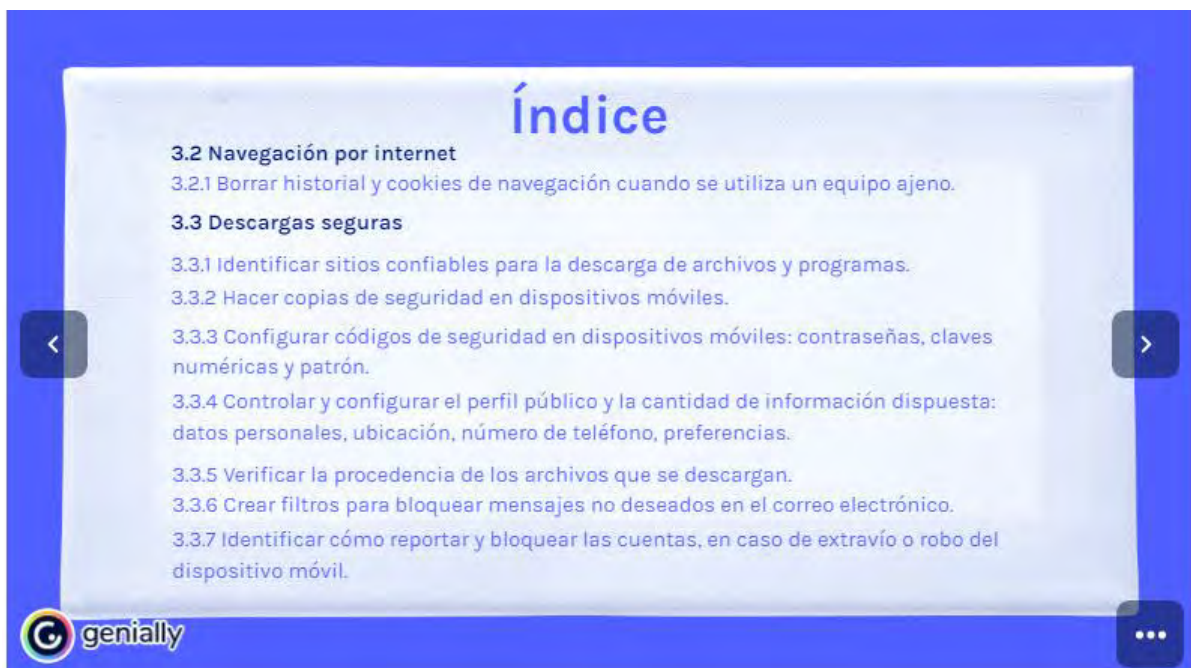 Índice
3.2 Navegación por internet
3.2.1 Borrar historial y cookies de navegación cuando se utiliza un equipo ajeno.
3.3 Descargas seguras
3.3.1 Identificar sitios confiables para la descarga de archivos y programas.
3.3.2 Hacer copias de seguridad en dispositivos móviles.
3.3.3 Configurar códigos de seguridad en dispositivos móviles: contraseñas, claves
numéricas y patrón.
3.3.4 Controlar y configurar el perfil público y la cantidad de información dispuesta:
datos personales, ubicación, número de teléfono, preferencias.
3.3.5 Verificar la procedencia de los archivos que se descargan.
3.3.6 Crear filtros para bloquear mensajes no deseados en el correo electrónico.
3.3.7 Identificar cómo reportar y bloquear las cuentas, en caso de extravío o robo del
dispositivo móvil.
genially